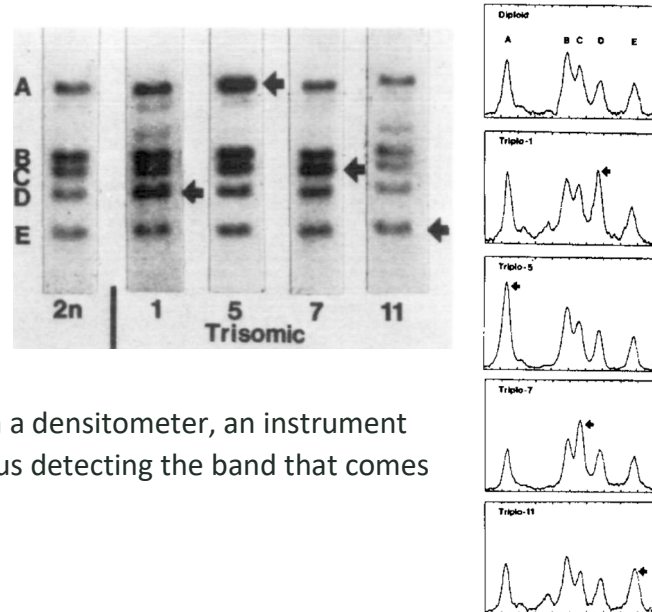 A
B
C
D
E
2n 1 5 7 11
Trisomic
a densitometer, an instrument
us detecting the band that comes
Diploid
A B C D E
Triplo-1
Triplo-5
Triplo-7
Triplo-11